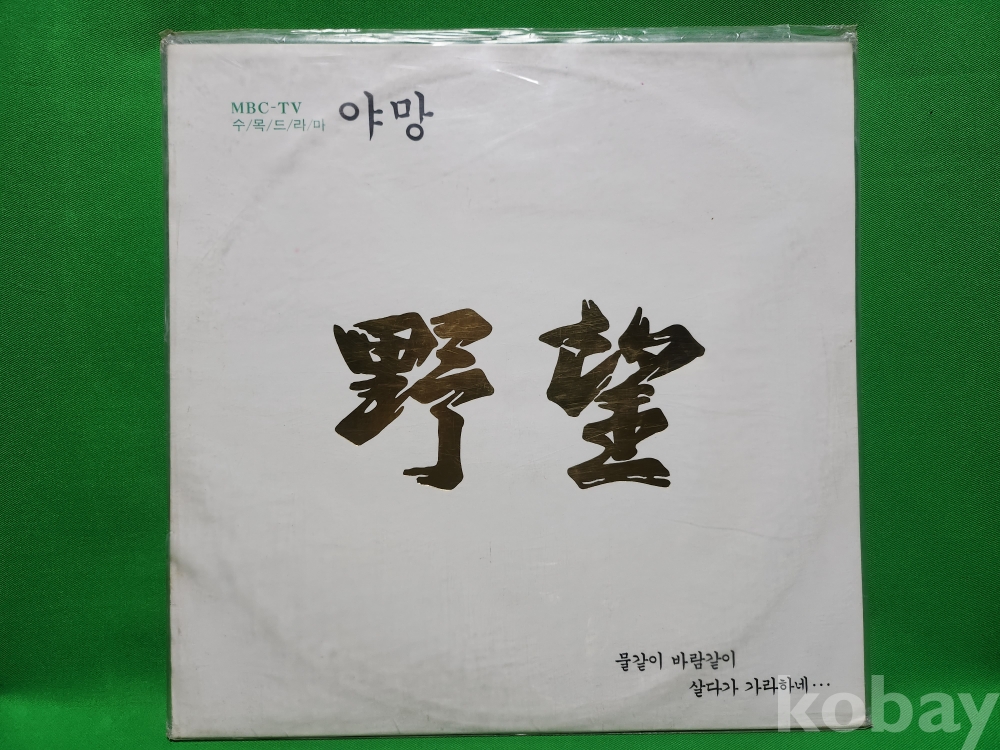 MBC-TV
수/목/드/라/마 야망
野望
물같이 바람같이
살다가 가라하네…
kobay